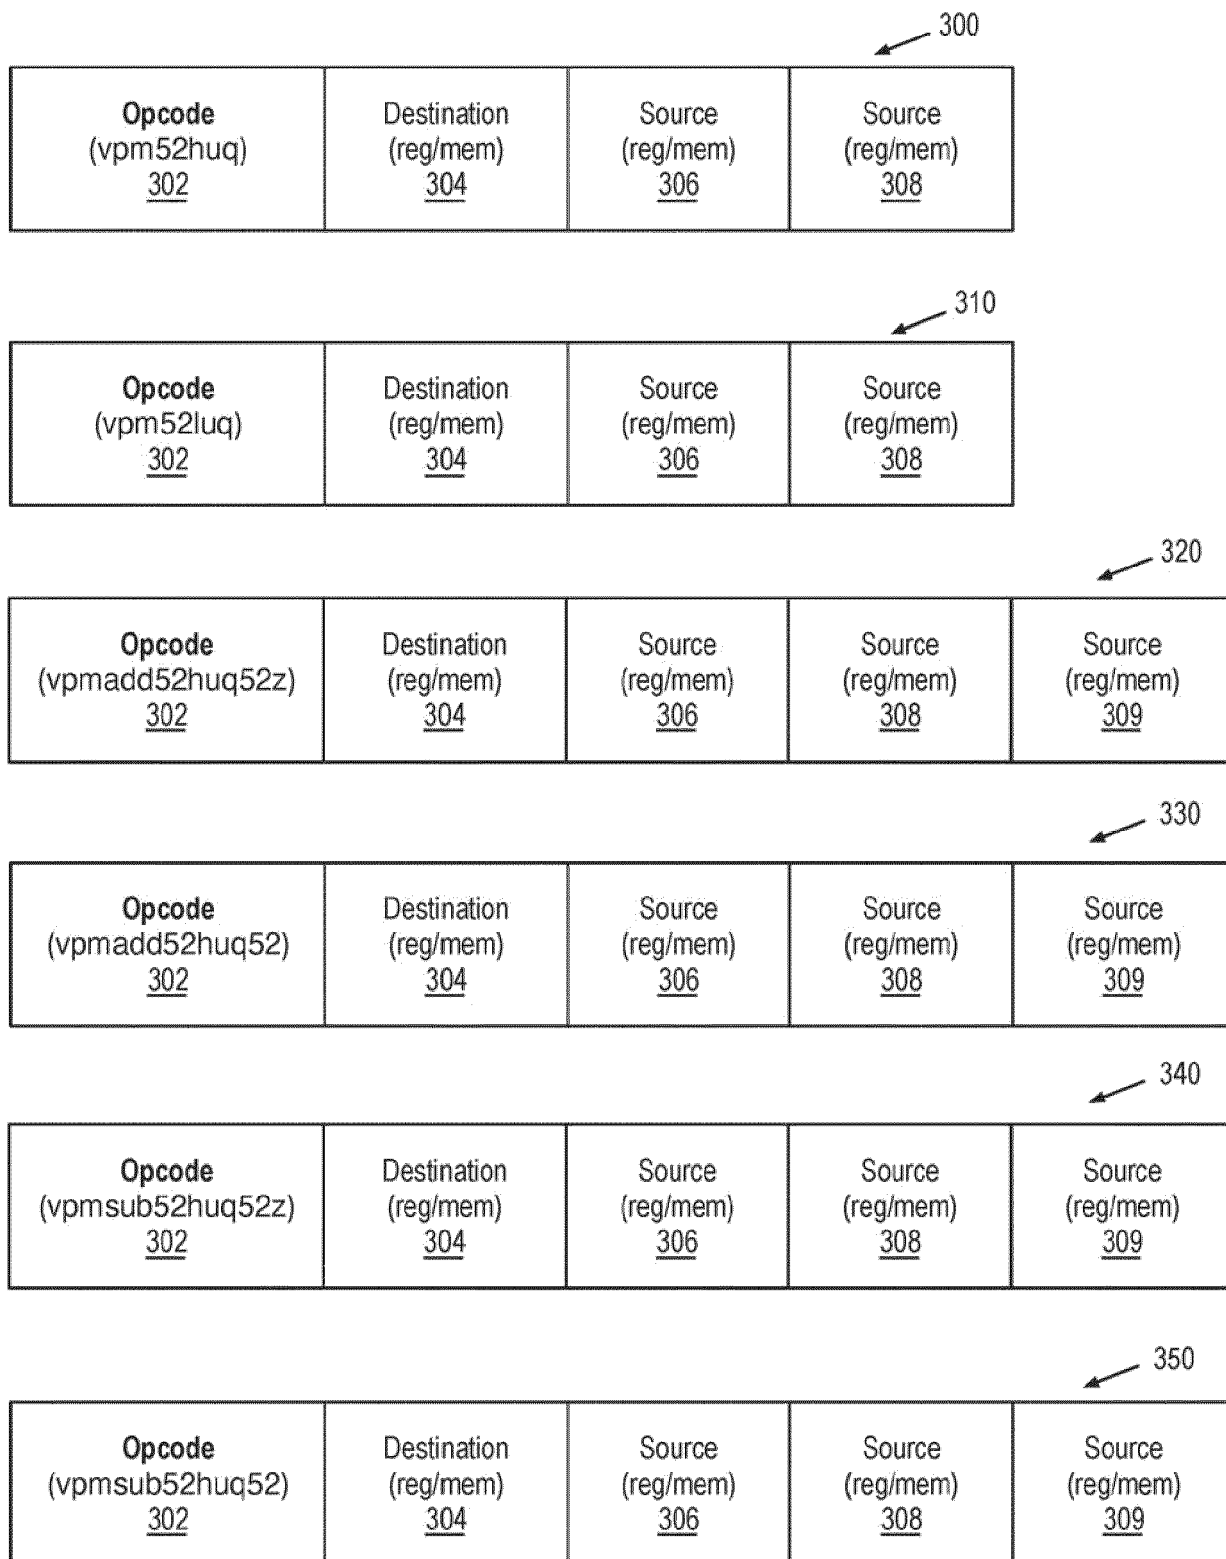 300
Opcode Destination Source Source
(vpm52huq) (reg/mem) (reg/mem) (reg/mem)
302 304 306 308
310
Opcode Destination Source Source
(vpm52luq) (reg/mem) (reg/mem) (reg/mem)
302 304 306 308
320
Opcode Destination Source Source Source
(vpmadd52huq52z) (reg/mem) (reg/mem) (reg/mem) (reg/mem)
302 304 306 308 309
330
Opcode Destination Source Source Source
(vpmadd52huq52) (reg/mem) (reg/mem) (reg/mem) (reg/mem)
302 304 306 308 309
340
Opcode Destination Source Source Source
(vpmsub52huq52z) (reg/mem) (reg/mem) (reg/mem) (reg/mem)
302 304 306 308 309
350
Opcode Destination Source Source Source
(vpmsub52huq52) (reg/mem) (reg/mem) (reg/mem) (reg/mem)
302 304 306 308 309